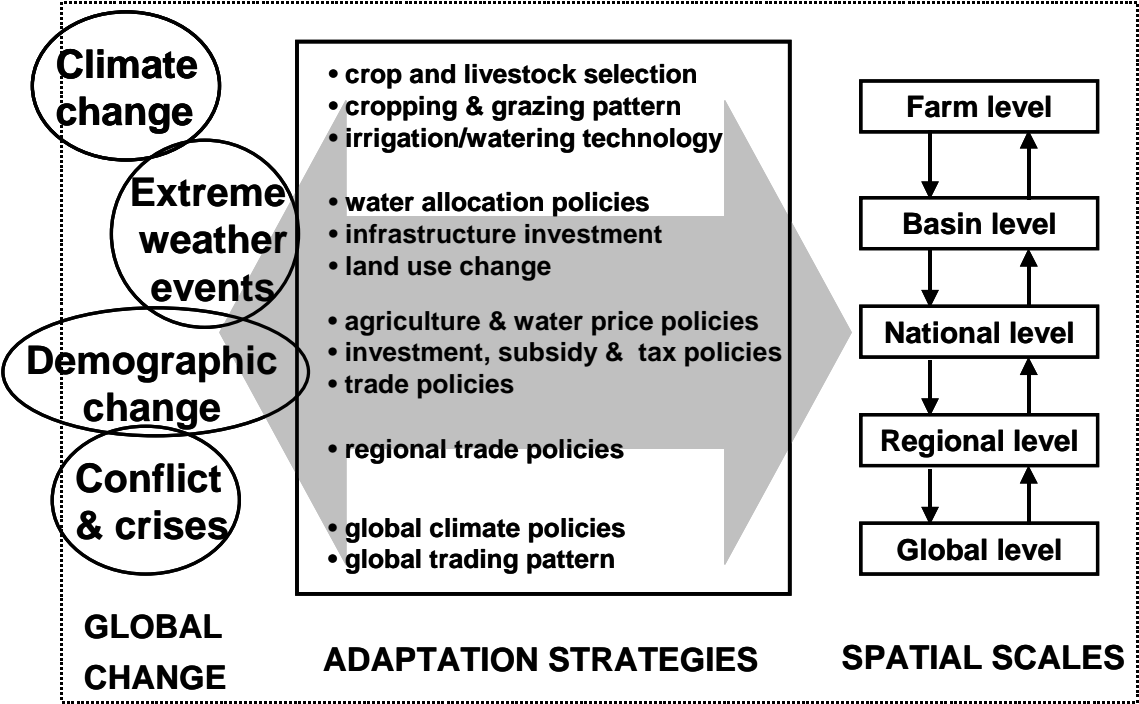 Climate
change
Extreme
weather
events
Demographic
change
Conflict
& crises
GLOBAL
CHANGE
• crop and livestock selection
• cropping & grazing pattern
• irrigation/watering technology
• water allocation policies
• infrastructure investment
• land use change
• agriculture & water price policies
• investment, subsidy & tax policies
• trade policies
• regional trade policies
• global climate policies
• global trading pattern
ADAPTATION STRATEGIES
Farm level
Basin level
National level
Regional level
Global level
SPATIAL SCALES